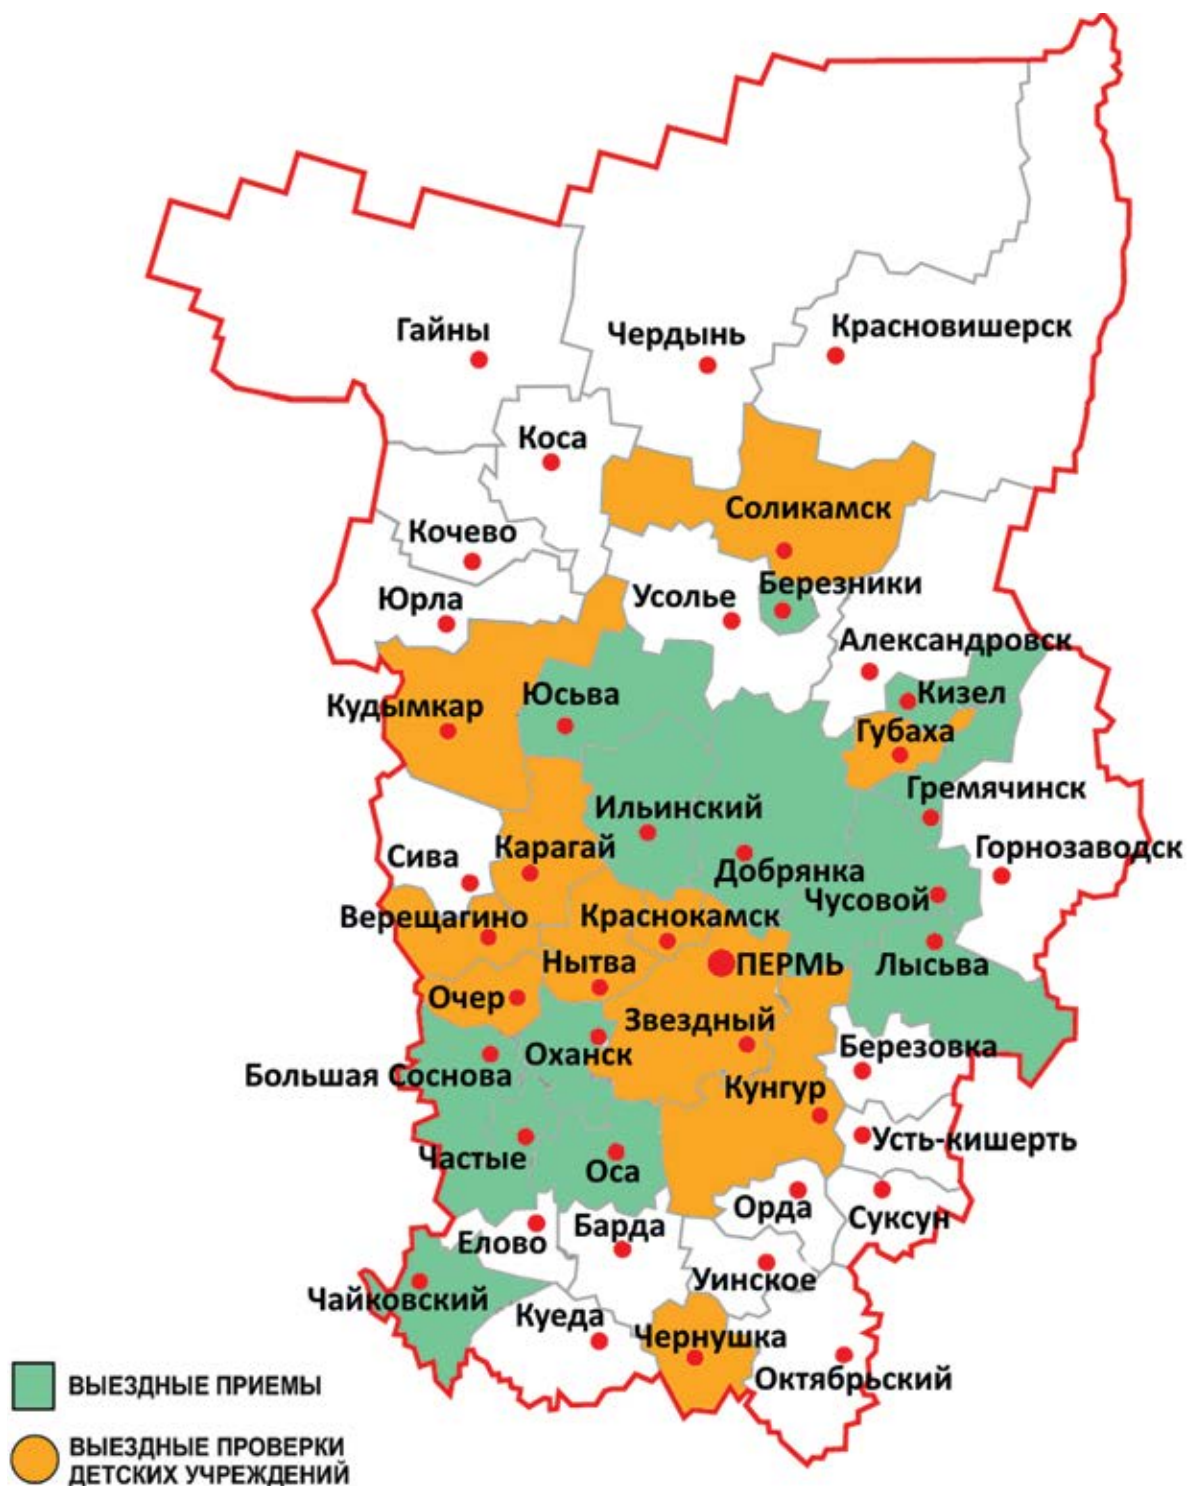 Гайны
Чердынь
Красновишерск
Коса
Соликамск
Кочево
Березники
Юрла
Усолье
Александровск
Юсьва
Кизел
Кудымкар
Губаха
Гремячинск
Ильинский
Карагай
Сива
Горнозаводск
Добрянка
Чусовой
Верещагино
Краснокамск
Нытва
ПЕРМЬ
Лысьва
Очер
Звездный
Оханск
Березовка
Большая Соснова
Кунгур
Усть-кишерть
Частые
Оса
Орда
Суксун
Барда
Елово
Уинское
Чайковский
Куеда
Чернушка
Октябрьский
ВЫЕЗДНЫЕ ПРИЕМЫ
ВЫЕЗДНЫЕ ПРОВЕРКИ
ДЕТСКИХ УЧРЕЖДЕНИЙ